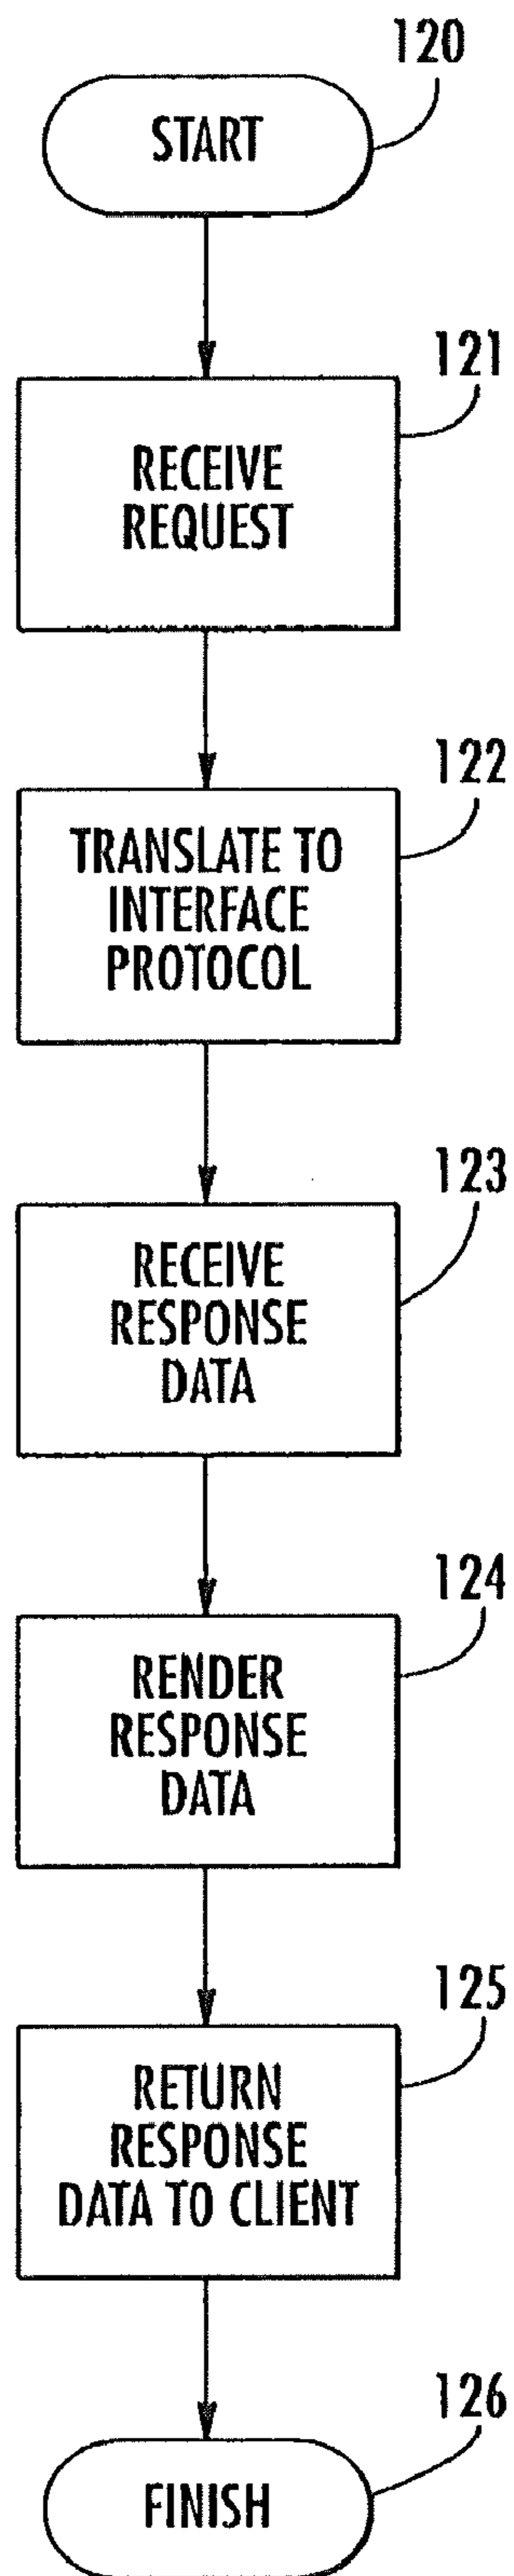 120
START
121
RECEIVE
REQUEST
122
TRANSLATE TO
INTERFACE
PROTOCOL
123
RECEIVE
RESPONSE
DATA
124
RENDER
RESPONSE
DATA
125
RETURN
RESPONSE
DATA TO CLIENT
126
FINISH